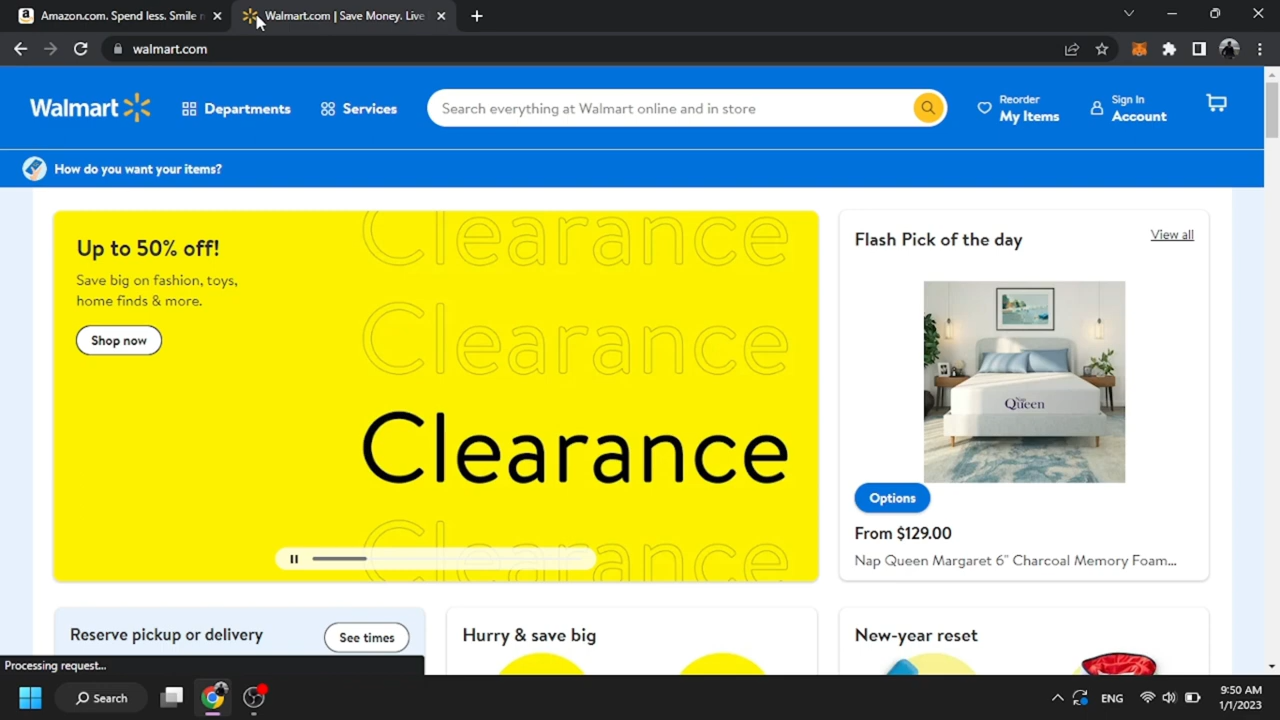 Amazon.com. Spend less. Smile m
Walmart.com | Save Money. Live
walmart.com
Walmart
Departments
Services
Search everything at Walmart online and in store
Reorder
My Items
Sign In
Account
How do you want your items?
Up to 50% off!
Save big on fashion, toys,
home finds & more.
Shop now
Clearance
Clearance
Clearance
Clearance
Flash Pick of the day
View all
Nap
Queen
Options
From $129.00
Nap Queen Margaret 6" Charcoal Memory Foam...
Reserve pickup or delivery
See times
Hurry & save big
New-year reset
Processing request...
Search
ENG
9:50 AM
1/1/2023